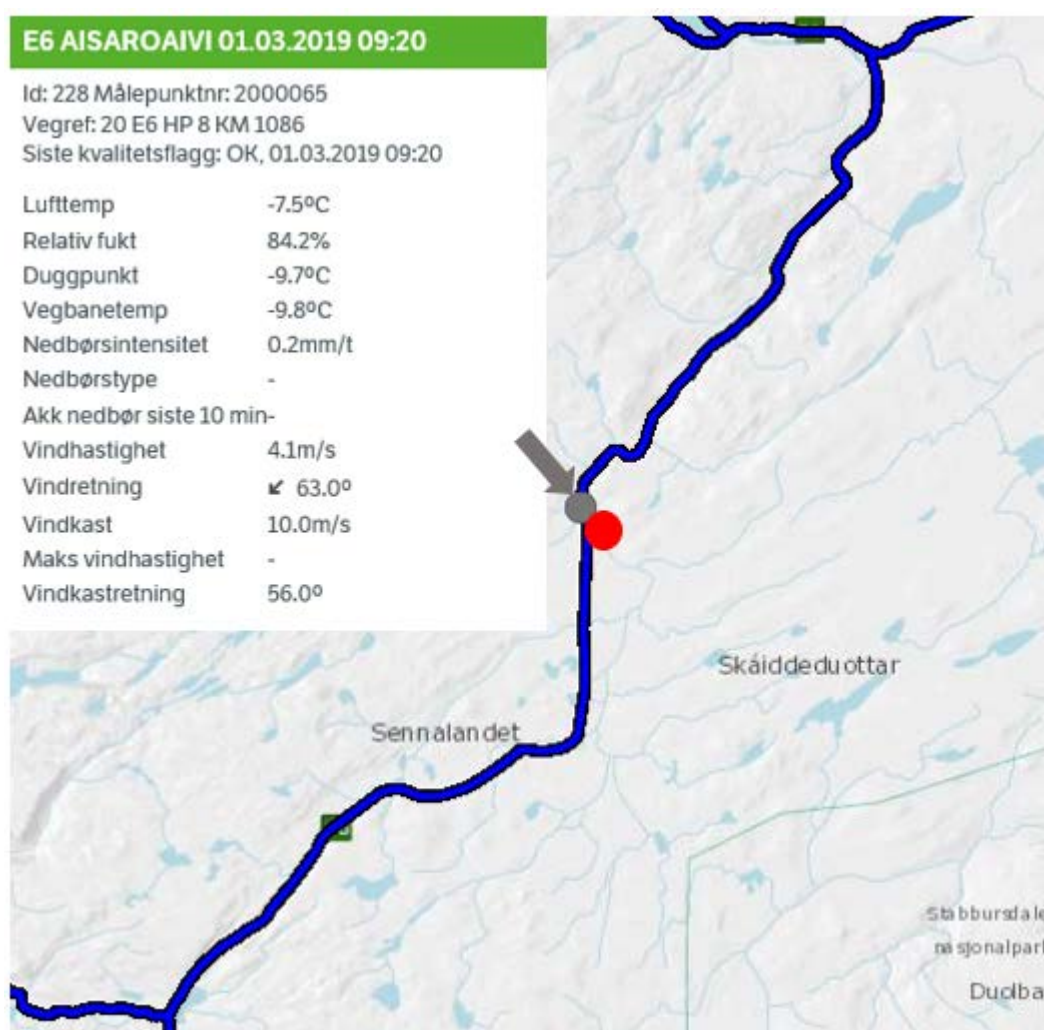 E6 AISAROAIVI 01.03.2019 09:20
Id: 228 Målepunktnr: 2000065
Vegref: 20 E6 HP 8 KM 1086
Siste kvalitetsflagg: OK, 01.03.2019 09:20
Lufttemp -7.5ºC
Relativ fukt 84.2%
Duggpunkt -9.7ºC
Vegbanetemp -9.8ºC
Nedbørsintensitet 0.2mm/t
Nedbørstype -
Akk nedbør siste 10 min-
Vindhastighet 4.1m/s
Vindretning ↙ 63.0º
Vindkast 10.0m/s
Maks vindhastighet -
Vindkastretning 56.0º
Skáiddeduottar
Sennalandet
Stabbursdale
nasjonalpark
Duolba